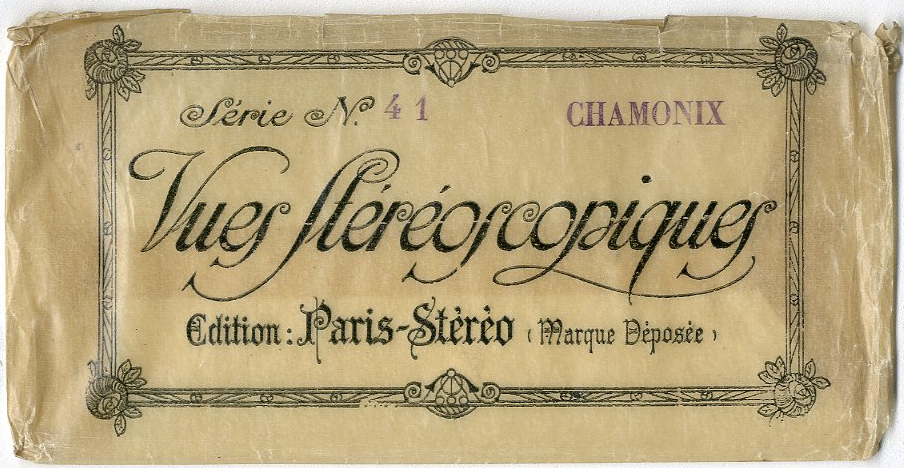 Série N.º 41 CHAMONIX
Vues Stéréoscopiques
Edition: Paris-Stéréo (Marque Déposée)